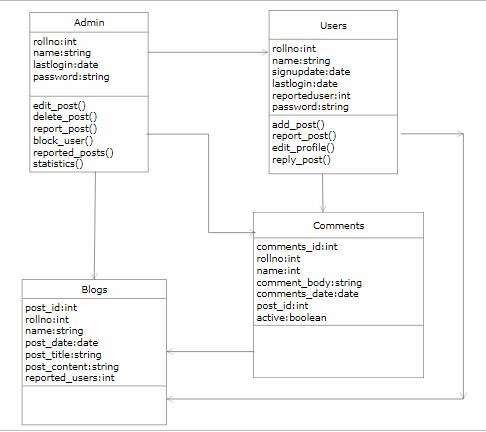 Admin
rollno:int
name:string
lastlogin:date
password:string
edit_post()
delete_post()
report_post()
block_user()
reported_posts()
statistics()
Users
rollno:int
name:string
signupdate:date
lastlogin:date
reporteduser:int
password:string
add_post()
report_post()
edit_profile()
reply_post()
Comments
comments_id:int
rollno:int
name:int
comment_body:string
comments_date:date
post_id:int
active:boolean
Blogs
post_id:int
rollno:int
name:string
post_date:date
post_title:string
post_content:string
reported_users:int